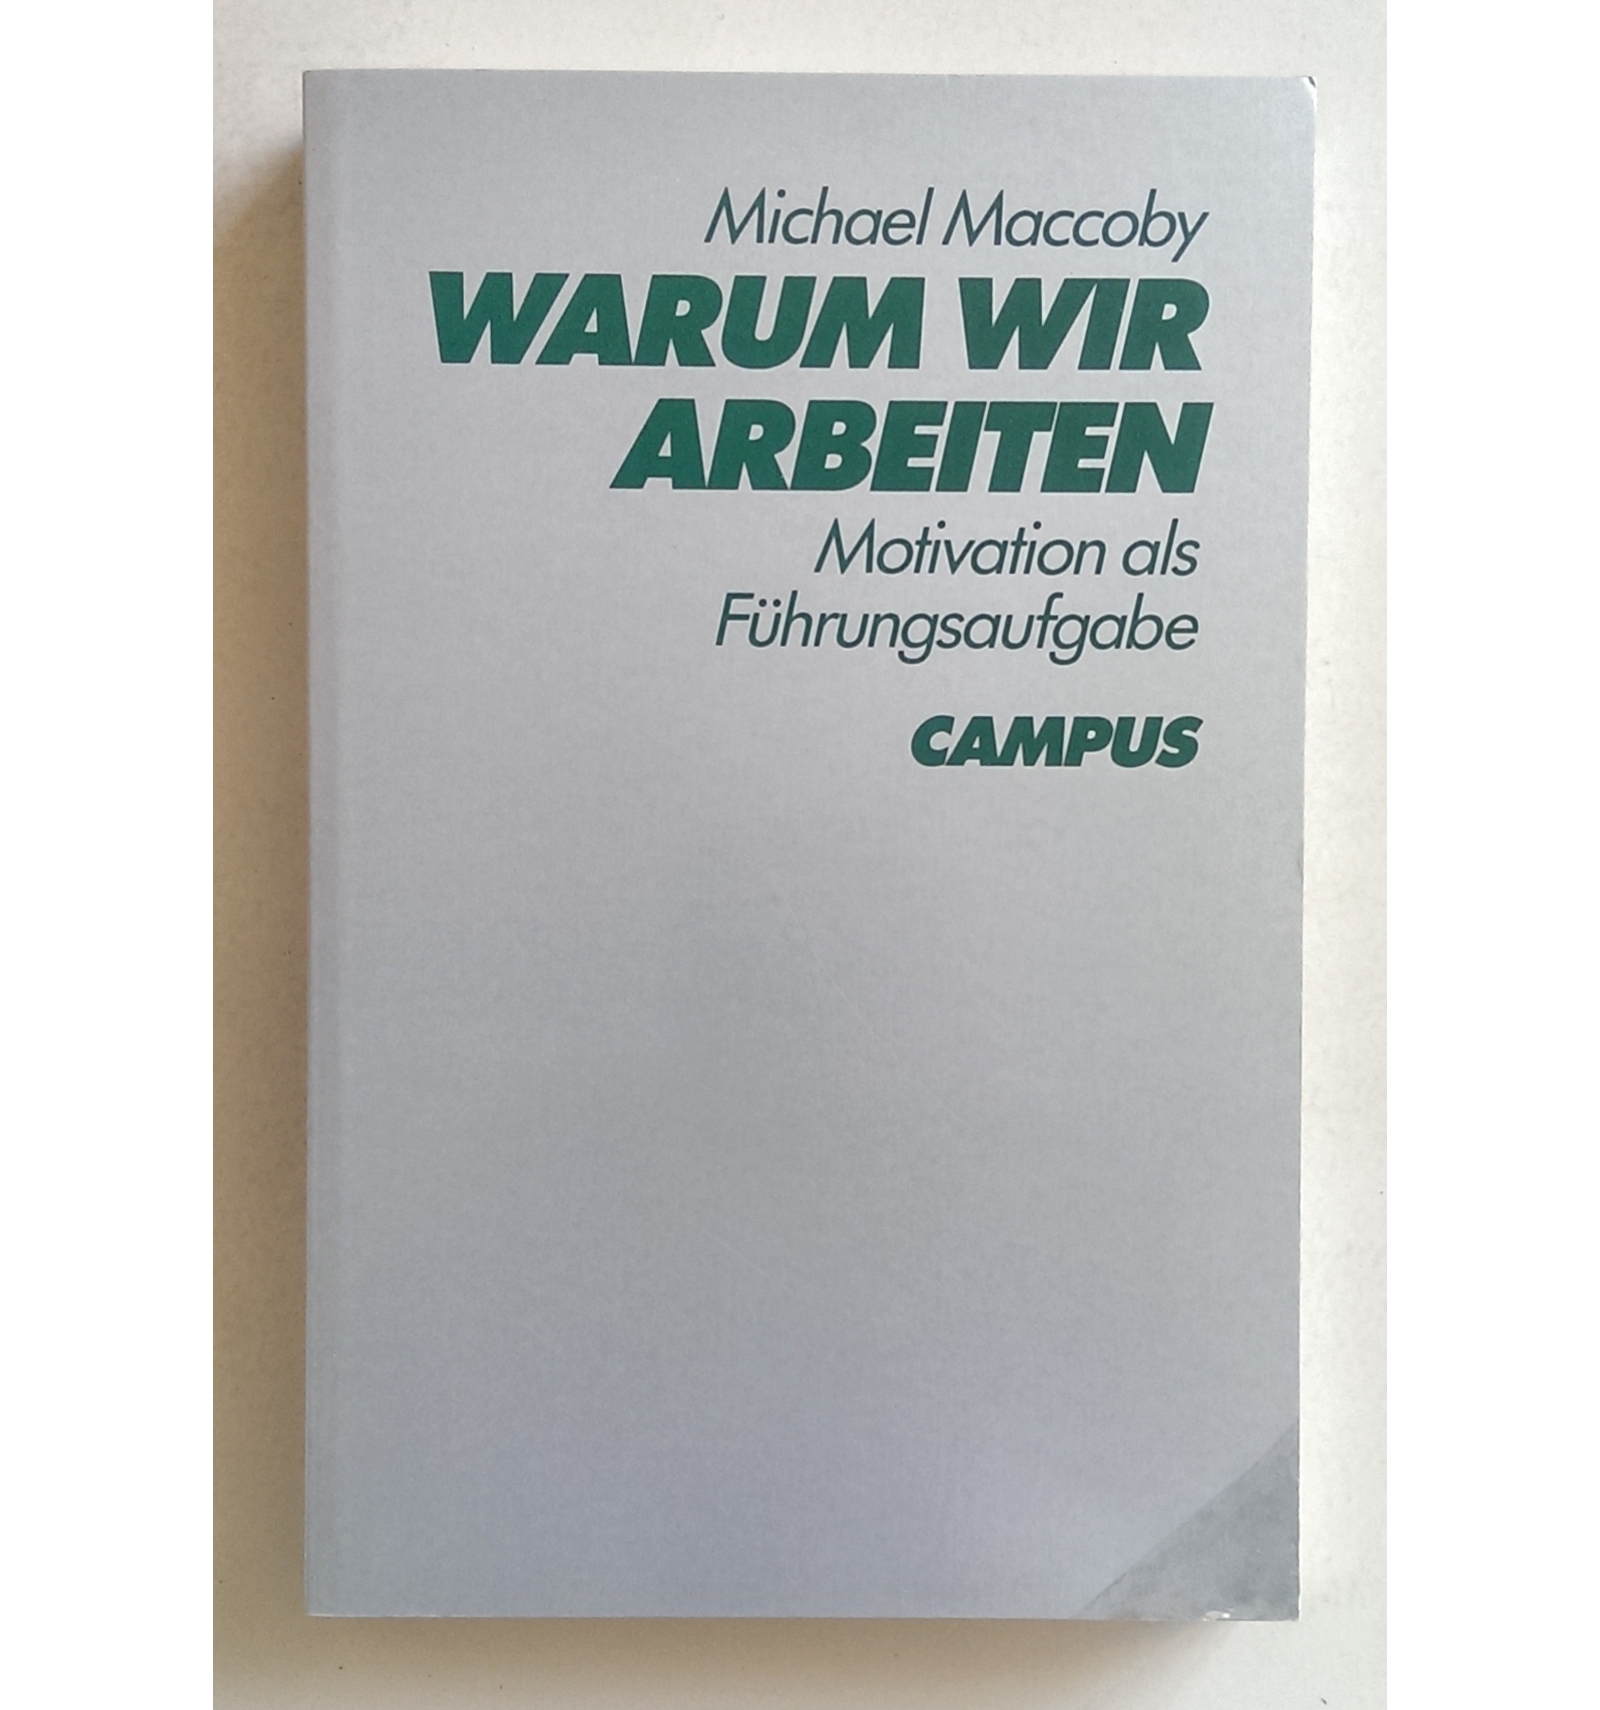 Michael Maccoby
WARUM WIR
ARBEITEN
Motivation als
Führungsaufgabe
CAMPUS